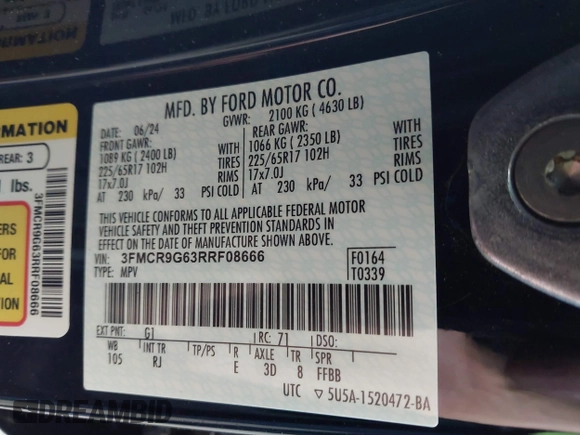 MFD. BY FORD MOTOR CO.
DATE: 06/24 GVWR: 2100 KG ( 4630 LB)
FRONT GAWR: REAR GAWR:
1089 KG ( 2400 LB) 1066 KG ( 2350 LB)
225/65R17 102H TIRES 225/65R17 102H TIRES
17x7.0J RIMS 17x7.0J RIMS
AT 230 kPa/ 33 PSI COLD AT 230 kPa/ 33 PSI COLD
THIS VEHICLE CONFORMS TO ALL APPLICABLE FEDERAL MOTOR
VEHICLE SAFETY AND THEFT PREVENTION STANDARDS IN
EFFECT ON THE DATE OF MANUFACTURE SHOWN ABOVE.
VIN: 3FMCR9G63RRF08666 F0164
TYPE: MPV T0339
EXT PNT: G1 RC: 71 DSO:
WB INT TR TP/PS R AXLE TR SPR
105 RJ E 3D 8 FFBB
UTC ▽ 5U5A-1520472-BA
ORMATION
REAR: 3
lbs.
3FMCR9G63RRF08666
DREAMBID